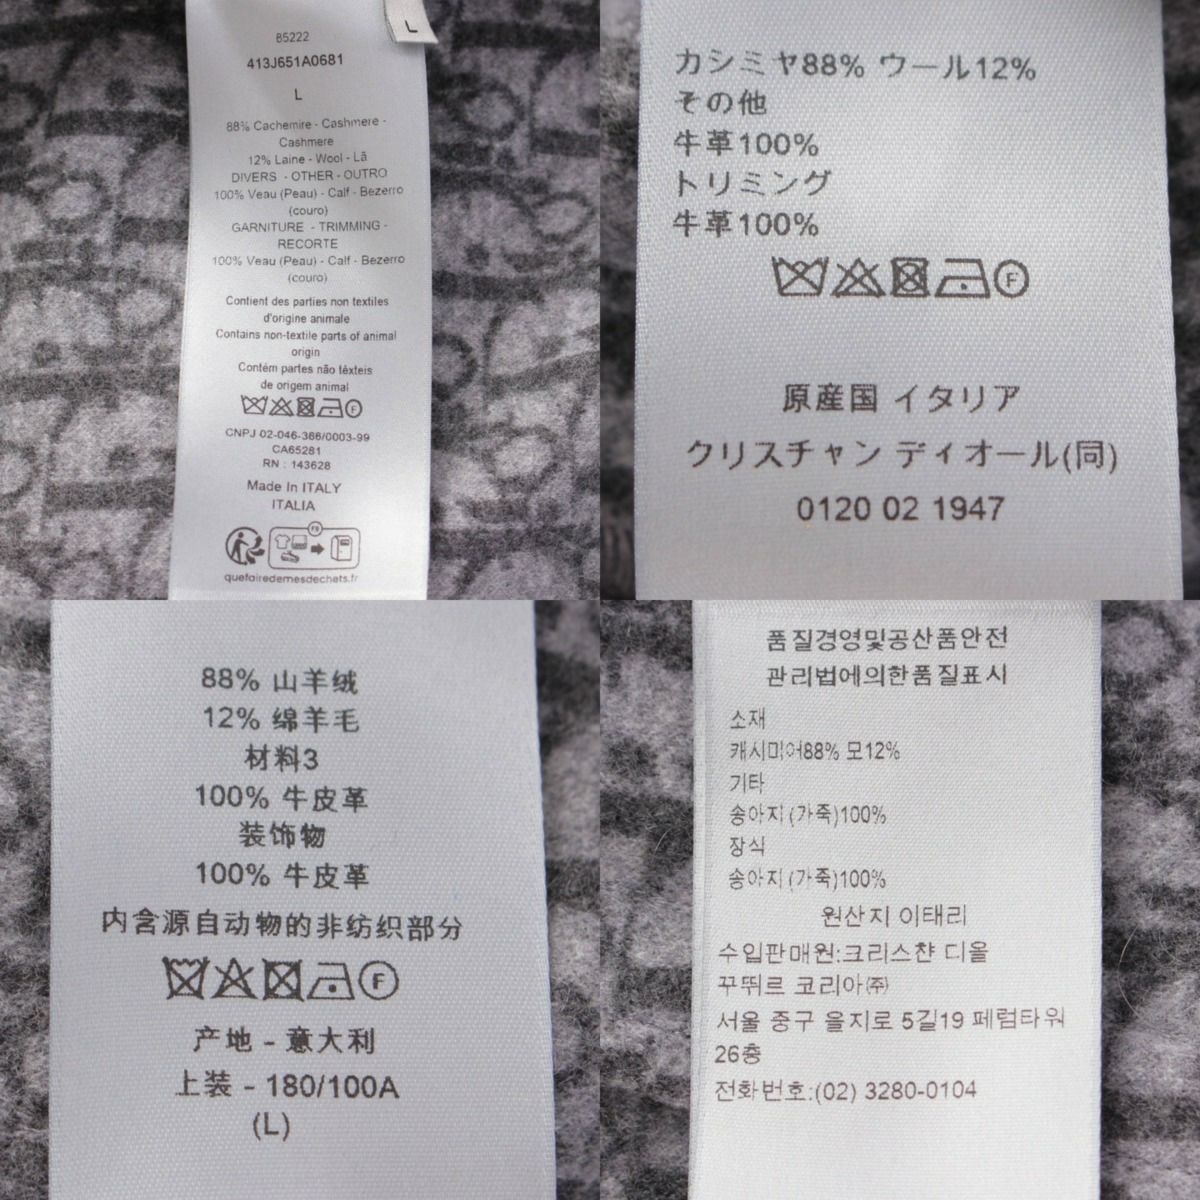 L
85222
413J651A0681
L
88% Cachemire - Cashmere -
Cashmere
12% Laine - Wool - Lã
DIVERS - OTHER - OUTRO
100% Veau (Peau) - Calf - Bezerro
(couro)
GARNITURE - TRIMMING -
RECORTE
100% Veau (Peau) - Calf - Bezerro
(couro)
Contient des parties non textiles
d'origine animale
Contains non-textile parts of animal
origin
Contém partes não têxteis
de origem animal
F
CNPJ 02-046-366/0003-99
CA65281
RN : 143628
Made In ITALY
ITALIA
FR
quefairedemesdechets.fr
カシミヤ88% ウール12%
その他
牛革100%
トリミング
牛革100%
F
原産国 イタリア
クリスチャン ディオール(同)
0120 02 1947
88% 山羊绒
12% 绵羊毛
材料3
100% 牛皮革
装饰物
100% 牛皮革
内含源自动物的非纺织部分
F
产地 - 意大利
上装 - 180/100A
(L)
품질경영및공산품안전
관리법에의한품질표시
소재
캐시미어88% 모12%
기타
송아지 (가죽)100%
장식
송아지 (가죽)100%
원산지 이태리
수입판매원:크리스챤 디올
꾸뛰르 코리아㈜
서울 중구 을지로 5길19 페럼타워
26층
전화번호:(02) 3280-0104